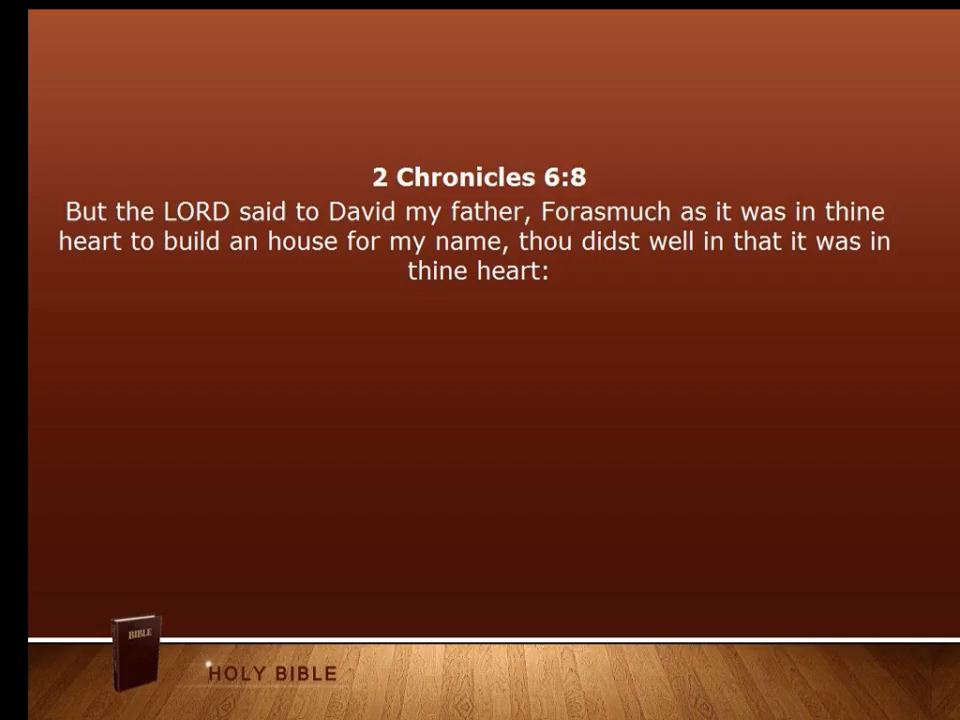 2 Chronicles 6:8
But the LORD said to David my father, Forasmuch as it was in thine
heart to build an house for my name, thou didst well in that it was in
thine heart:
BIBLE
HOLY BIBLE